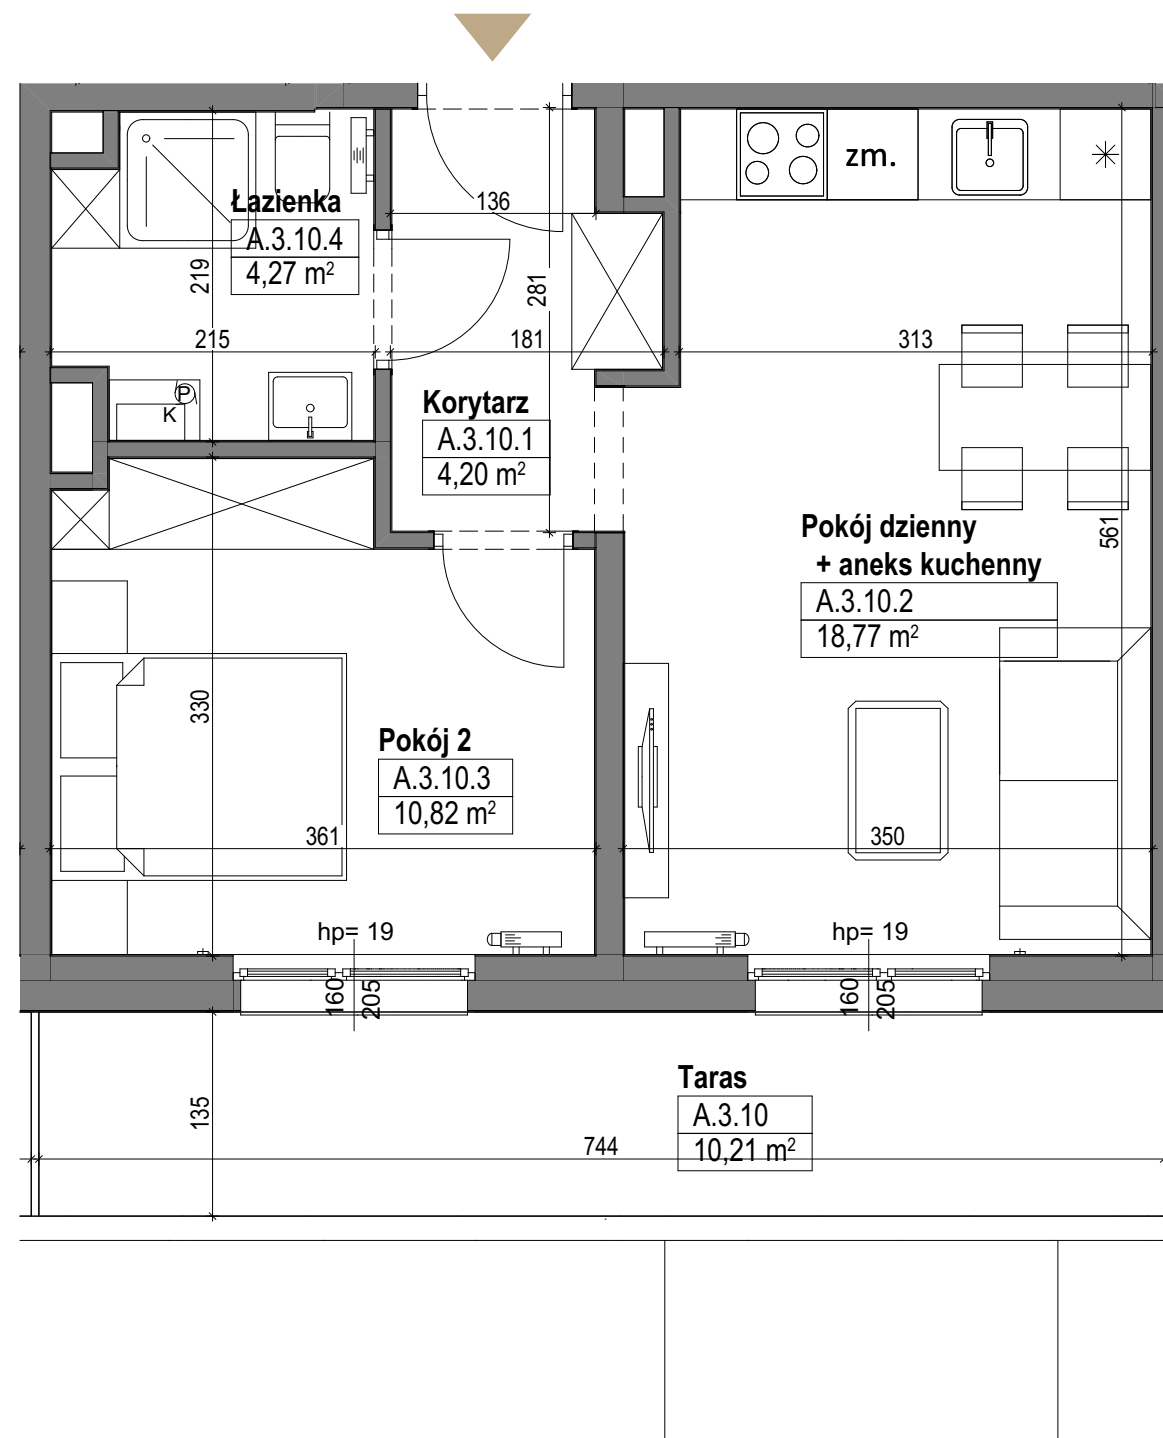 zm.
Łazienka
A.3.10.4
4,27 m²
136
219
281
215
181
313
P
K
Korytarz
A.3.10.1
4,20 m²
Pokój dzienny
+ aneks kuchenny
A.3.10.2
18,77 m²
561
330
Pokój 2
A.3.10.3
10,82 m²
361
350
hp= 19
hp= 19
160
205
160
205
Taras
A.3.10
10,21 m²
135
744